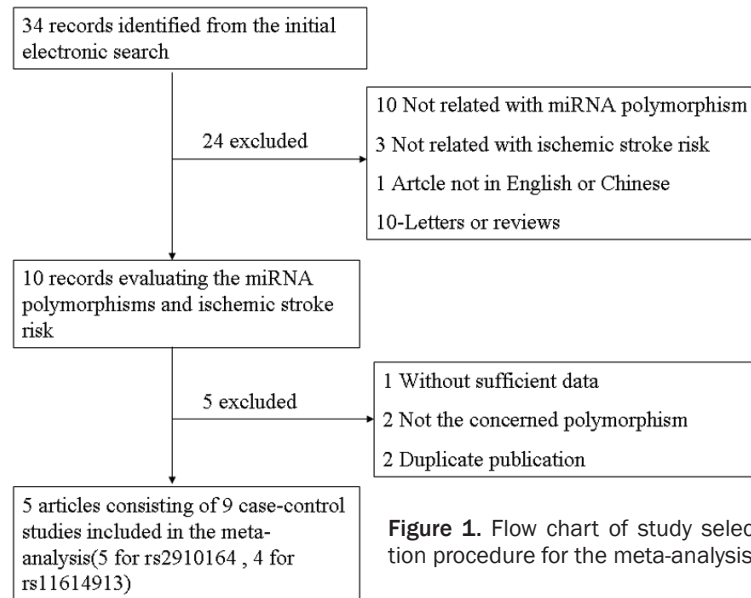 34 records identified from the initial
electronic search
24 excluded
10 Not related with miRNA polymorphism
3 Not related with ischemic stroke risk
1 Artcle not in English or Chinese
10-Letters or reviews
10 records evaluating the miRNA
polymorphisms and ischemic stroke
risk
5 excluded
1 Without sufficient data
2 Not the concerned polymorphism
2 Duplicate publication
5 articles consisting of 9 case-control
studies included in the meta-
analysis(5 for rs2910164 , 4 for
rs11614913)
Figure 1. Flow chart of study selec-
tion procedure for the meta-analysis.